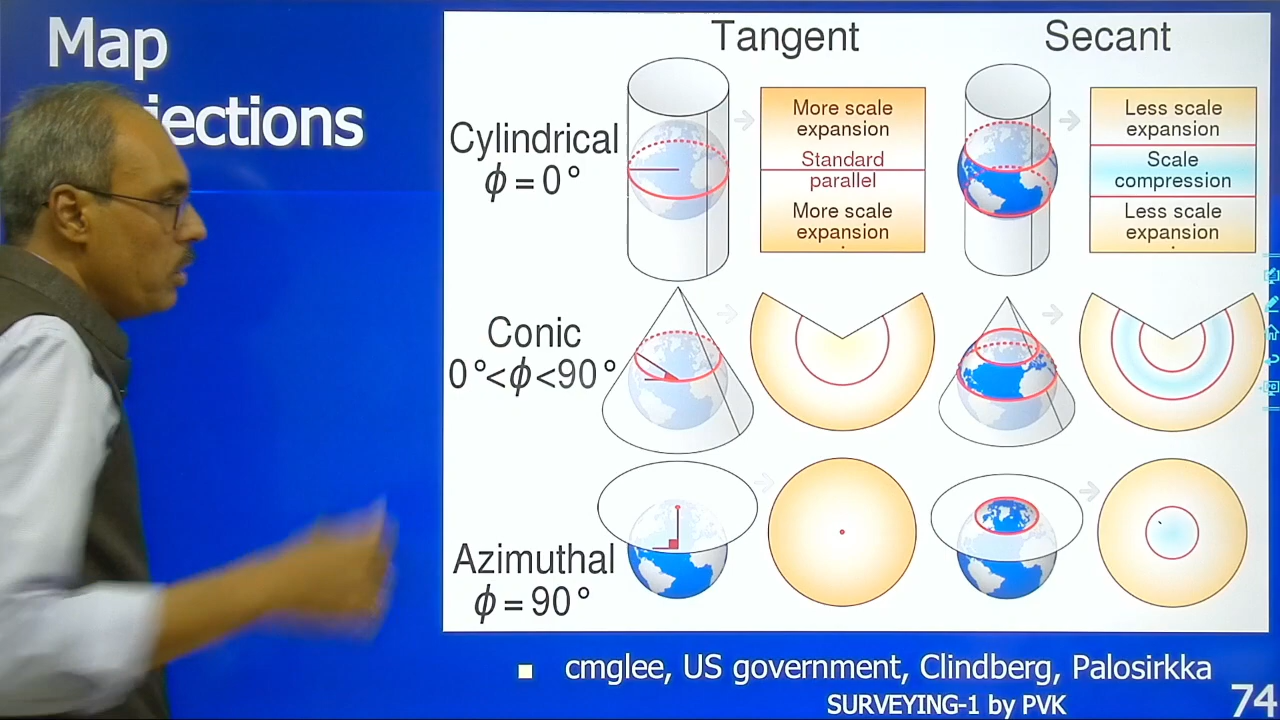 Map
jections
Tangent
Secant
Cylindrical
ϕ = 0°
More scale
expansion
Standard
parallel
More scale
expansion
Less scale
expansion
Scale
compression
Less scale
expansion
Conic
0°<ϕ<90°
Azimuthal
ϕ = 90°
cmglee, US government, Clindberg, Palosirkka
SURVEYING-1 by PVK
74